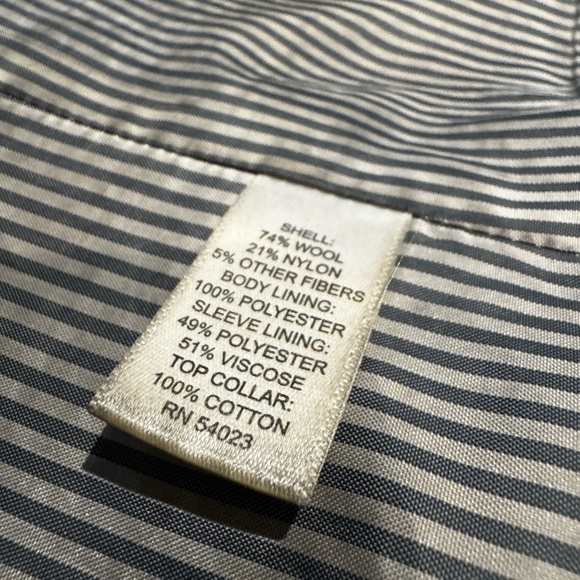 SHELL:
74% WOOL
21% NYLON
5% OTHER FIBERS
BODY LINING:
100% POLYESTER
SLEEVE LINING:
49% POLYESTER
51% VISCOSE
TOP COLLAR:
100% COTTON
RN 54023